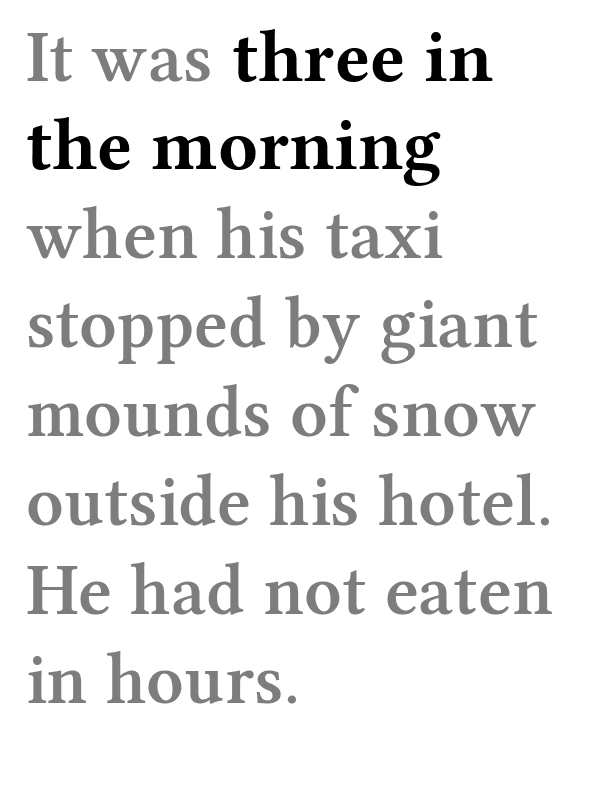 It was three in
the morning
when his taxi
stopped by giant
mounds of snow
outside his hotel.
He had not eaten
in hours.